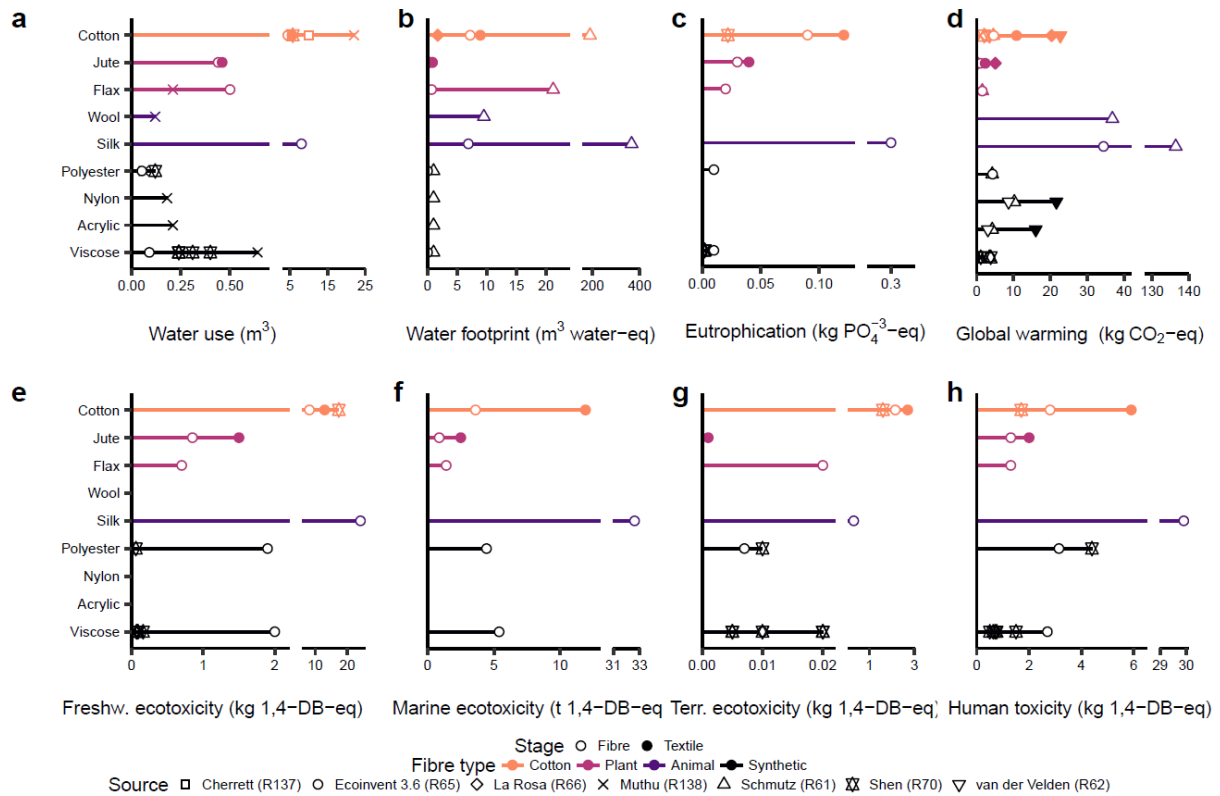 a b c d
Cotton
Jute
Flax
Wool
Silk
Polyester
Nylon
Acrylic
Viscose
0.00 0.25 0.50 5 25 0 5 10 15 20 200 400 0.00 0.05 0.10 0.3 0 10 20 30 40 130 140
Water use (m³) Water footprint (m³ water−eq) Eutrophication (kg PO₄⁻³−eq) Global warming (kg CO₂−eq)
e f g h
Cotton
Jute
Flax
Wool
Silk
Polyester
Nylon
Acrylic
Viscose
0 1 2 10 20 0 5 10 31 33 0.00 0.01 0.02 1 3 0 2 4 6 29 30
Freshw. ecotoxicity (kg 1,4−DB−eq) Marine ecotoxicity (t 1,4−DB−eq Terr. ecotoxicity (kg 1,4−DB−eq) Human toxicity (kg 1,4−DB−eq)
Stage Fibre Textile
Fibre type Cotton Plant Animal Synthetic
Source Cherrett (R137) Ecoinvent 3.6 (R65) La Rosa (R66) Muthu (R138) Schmutz (R61) Shen (R70) van der Velden (R62)